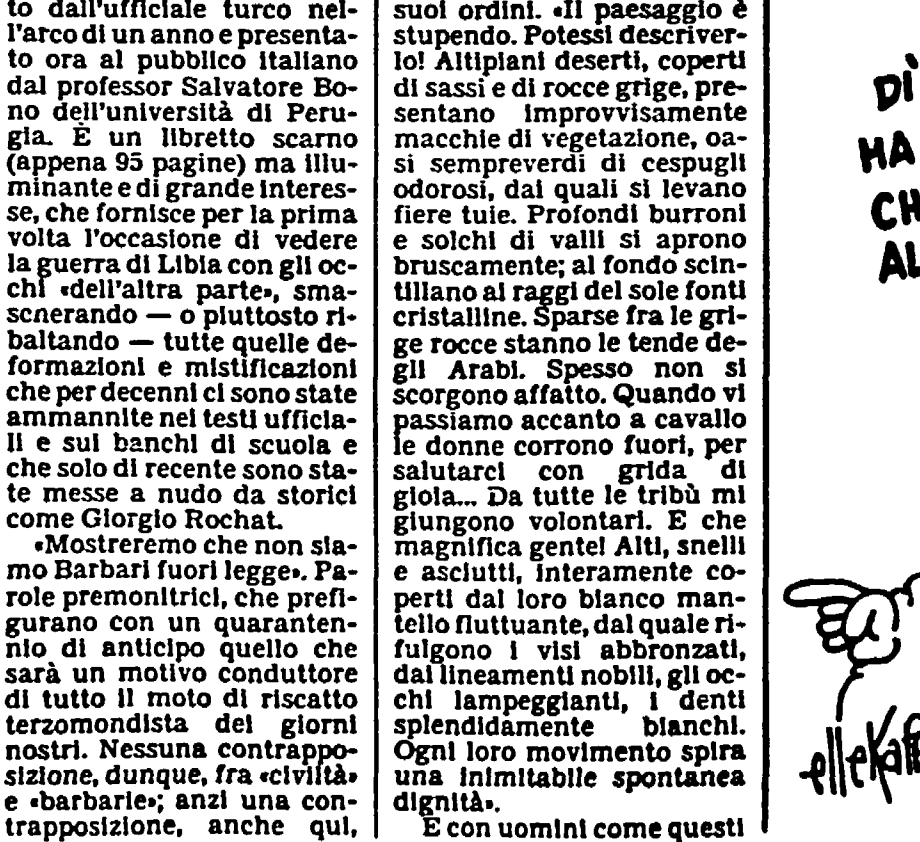 to dall'ufficiale turco nel-
l'arco di un anno e presenta-
to ora al pubblico italiano
dal professor Salvatore Bo-
no dell'università di Peru-
gia. È un libretto scarno
(appena 95 pagine) ma illu-
minante e di grande interes-
se, che fornisce per la prima
volta l'occasione di vedere
la guerra di Libia con gli oc-
chi «dell'altra parte», sma-
scherando — o piuttosto ri-
baltando — tutte quelle de-
formazioni e mistificazioni
che per decenni ci sono state
ammannite nei testi ufficia-
li e sui banchi di scuola e
che solo di recente sono sta-
te messe a nudo da storici
come Giorgio Rochat.
«Mostreremo che non sia-
mo Barbari fuori legge». Pa-
role premonitrici, che prefi-
gurano con un quaranten-
nio di anticipo quello che
sarà un motivo conduttore
di tutto il moto di riscatto
terzomondista dei giorni
nostri. Nessuna contrappo-
sizione, dunque, fra «civiltà»
e «barbarie»; anzi una con-
trapposizione, anche qui,
suoi ordini. «Il paesaggio è
stupendo. Potessi descriver-
lo! Altipiani deserti, coperti
di sassi e di rocce grige, pre-
sentano improvvisamente
macchie di vegetazione, oa-
si sempreverdi di cespugli
odorosi, dai quali si levano
fiere tuie. Profondi burroni
e solchi di valli si aprono
bruscamente; al fondo scin-
tillano ai raggi del sole fonti
cristalline. Sparse fra le gri-
ge rocce stanno le tende de-
gli Arabi. Spesso non si
scorgono affatto. Quando vi
passiamo accanto a cavallo
le donne corrono fuori, per
salutarci con grida di
gioia... Da tutte le tribù mi
giungono volontari. E che
magnifica gente! Alti, snelli
e asciutti, interamente co-
perti dal loro bianco man-
tello fluttuante, dal quale ri-
fulgono i visi abbronzati,
dai lineamenti nobili, gli oc-
chi lampeggianti, i denti
splendidamente bianchi.
Ogni loro movimento spira
una inimitabile spontanea
dignità».
E con uomini come questi
DÌ
HA
CH
AL
elleKa